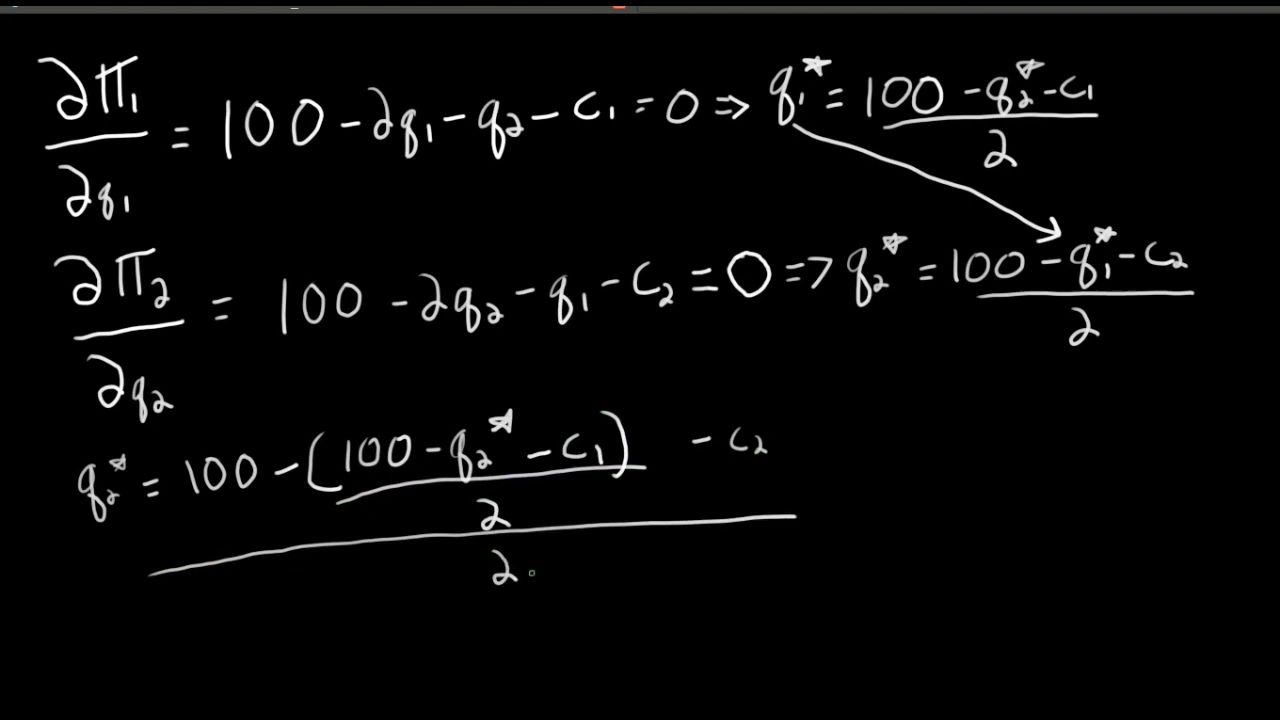 ∂π₁/∂q₁ = 100 - 2q₁ - q₂ - c₁ = 0 => q₁* = (100 - q₂* - c₁)/2
∂π₂/∂q₂ = 100 - 2q₂ - q₁ - c₂ = 0 => q₂* = (100 - q₁* - c₂)/2
q₂* = (100 - (100 - q₂* - c₁)/2 - c₂)/2